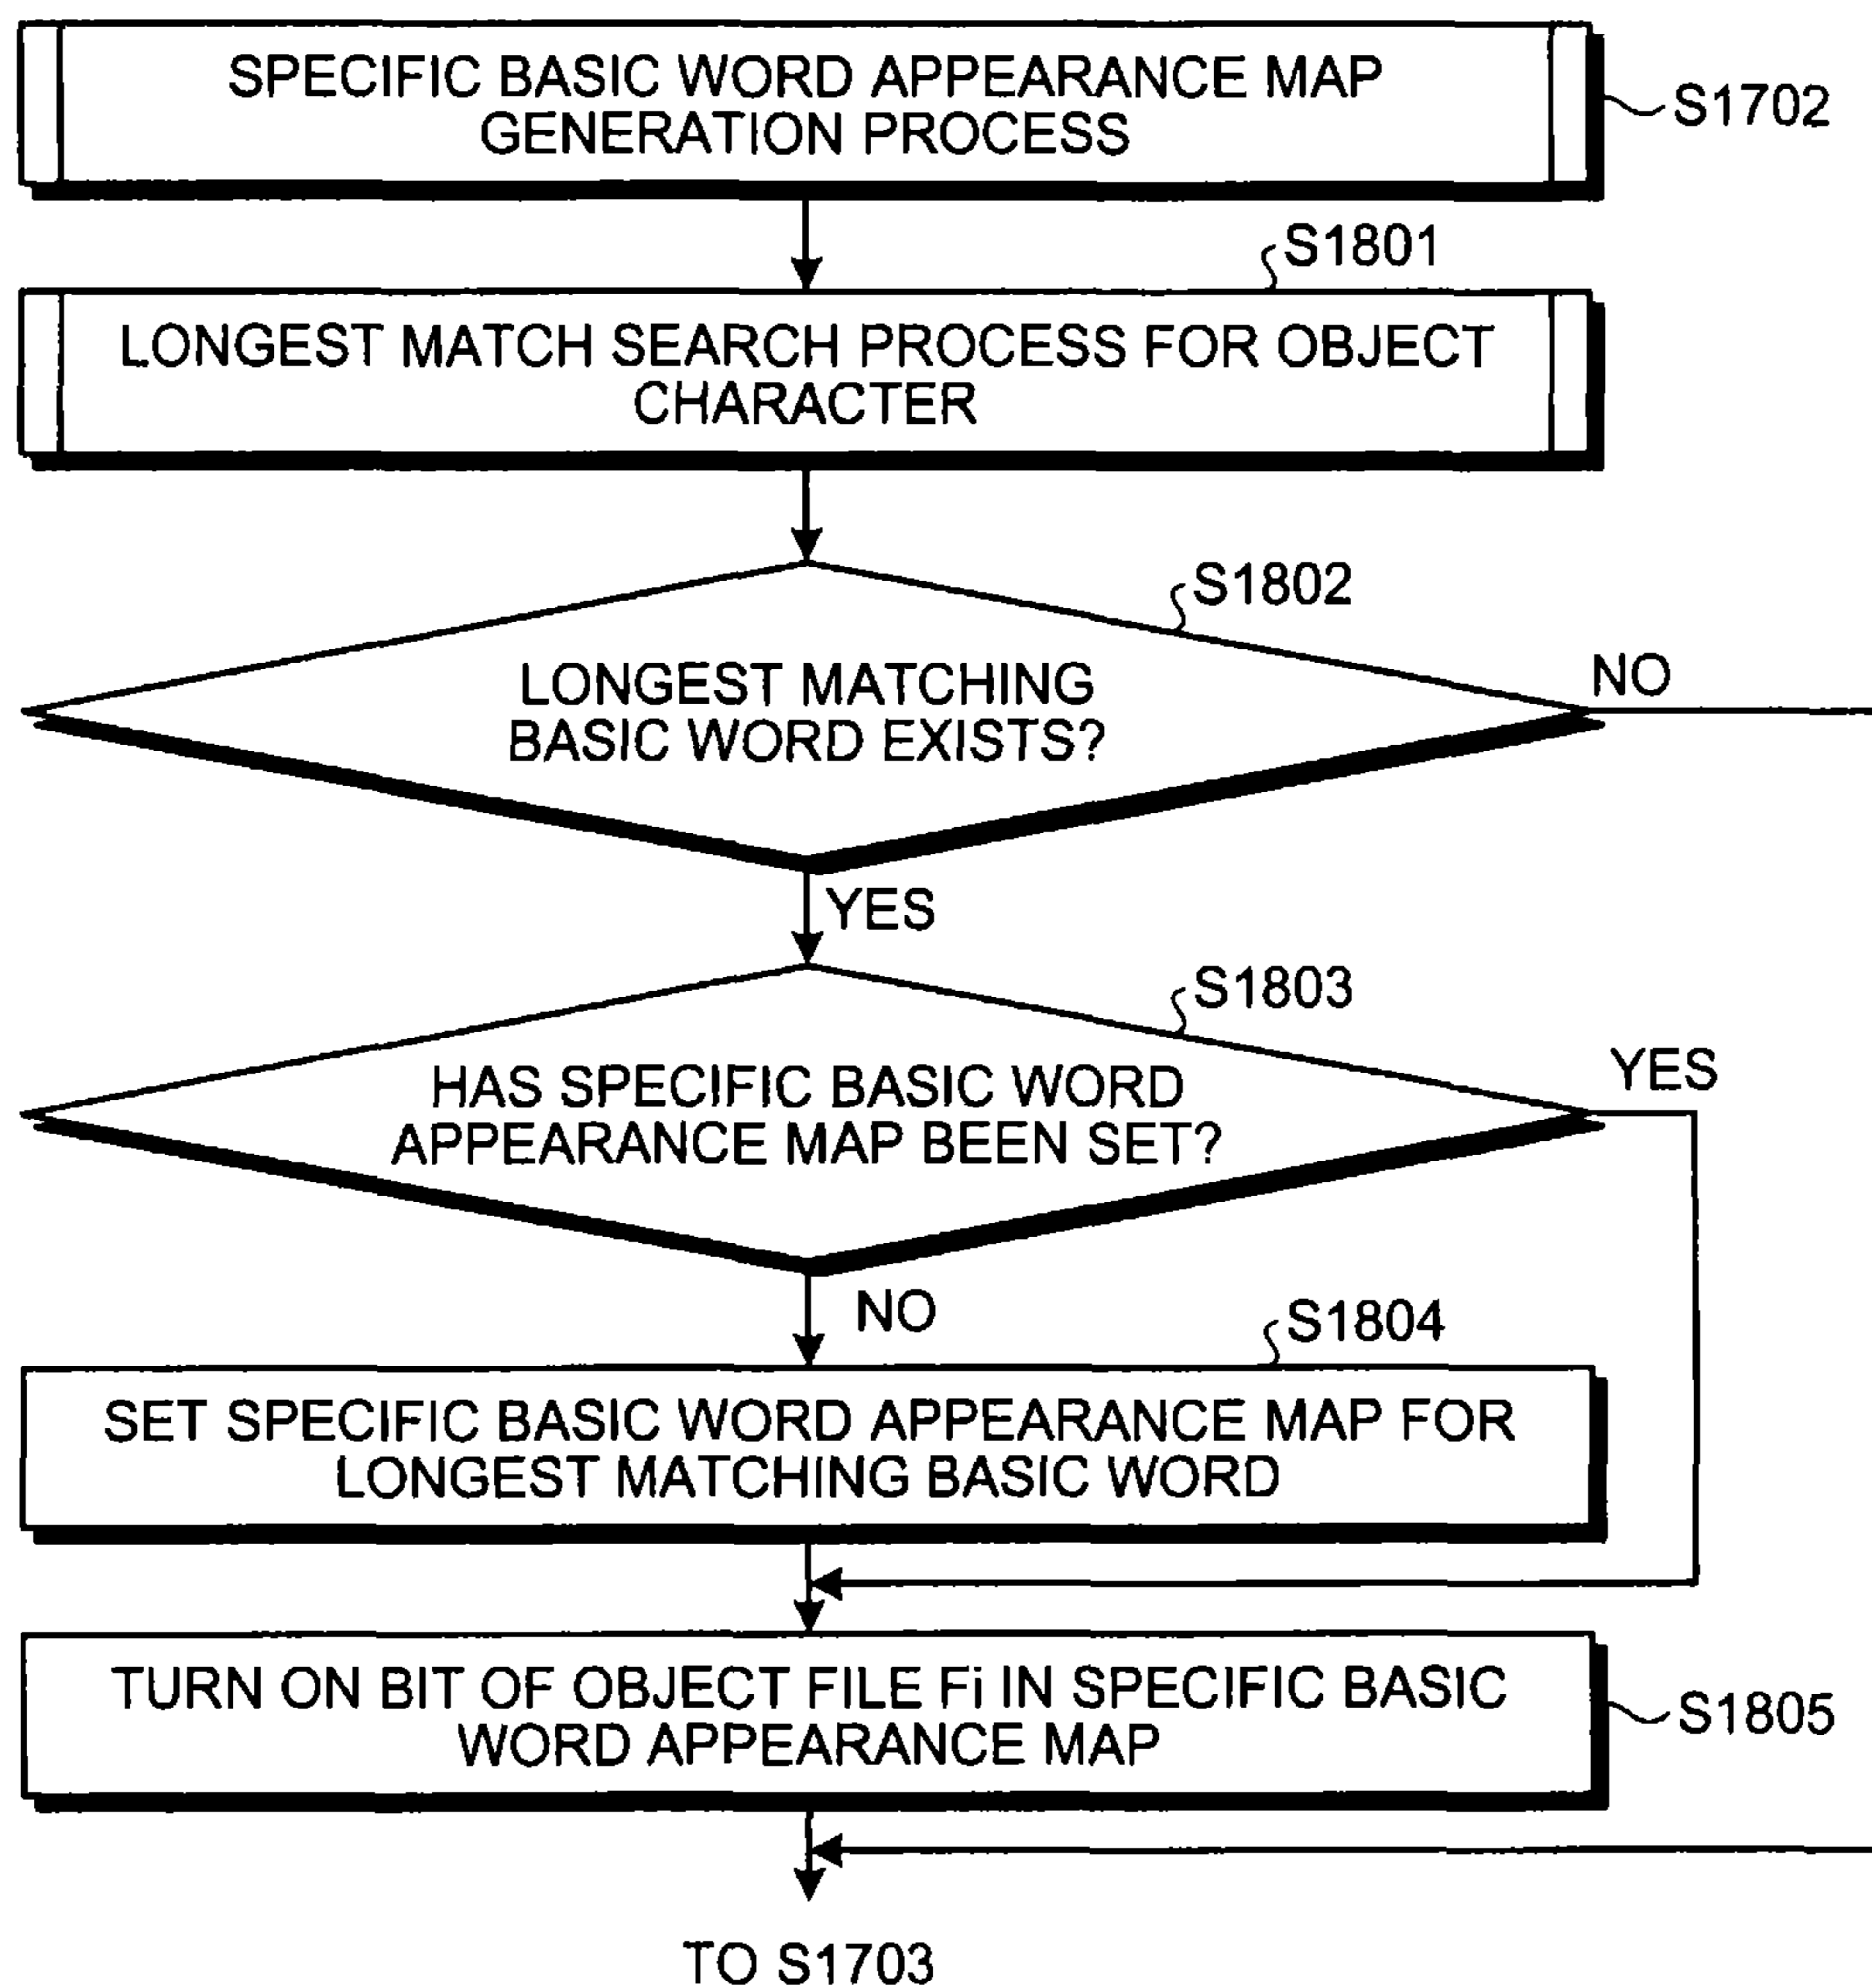 SPECIFIC BASIC WORD APPEARANCE MAP
GENERATION PROCESS
S1702
S1801
LONGEST MATCH SEARCH PROCESS FOR OBJECT
CHARACTER
S1802
LONGEST MATCHING
BASIC WORD EXISTS?
NO
YES
S1803
HAS SPECIFIC BASIC WORD
APPEARANCE MAP BEEN SET?
YES
NO
S1804
SET SPECIFIC BASIC WORD APPEARANCE MAP FOR
LONGEST MATCHING BASIC WORD
TURN ON BIT OF OBJECT FILE Fi IN SPECIFIC BASIC
WORD APPEARANCE MAP
S1805
TO S1703